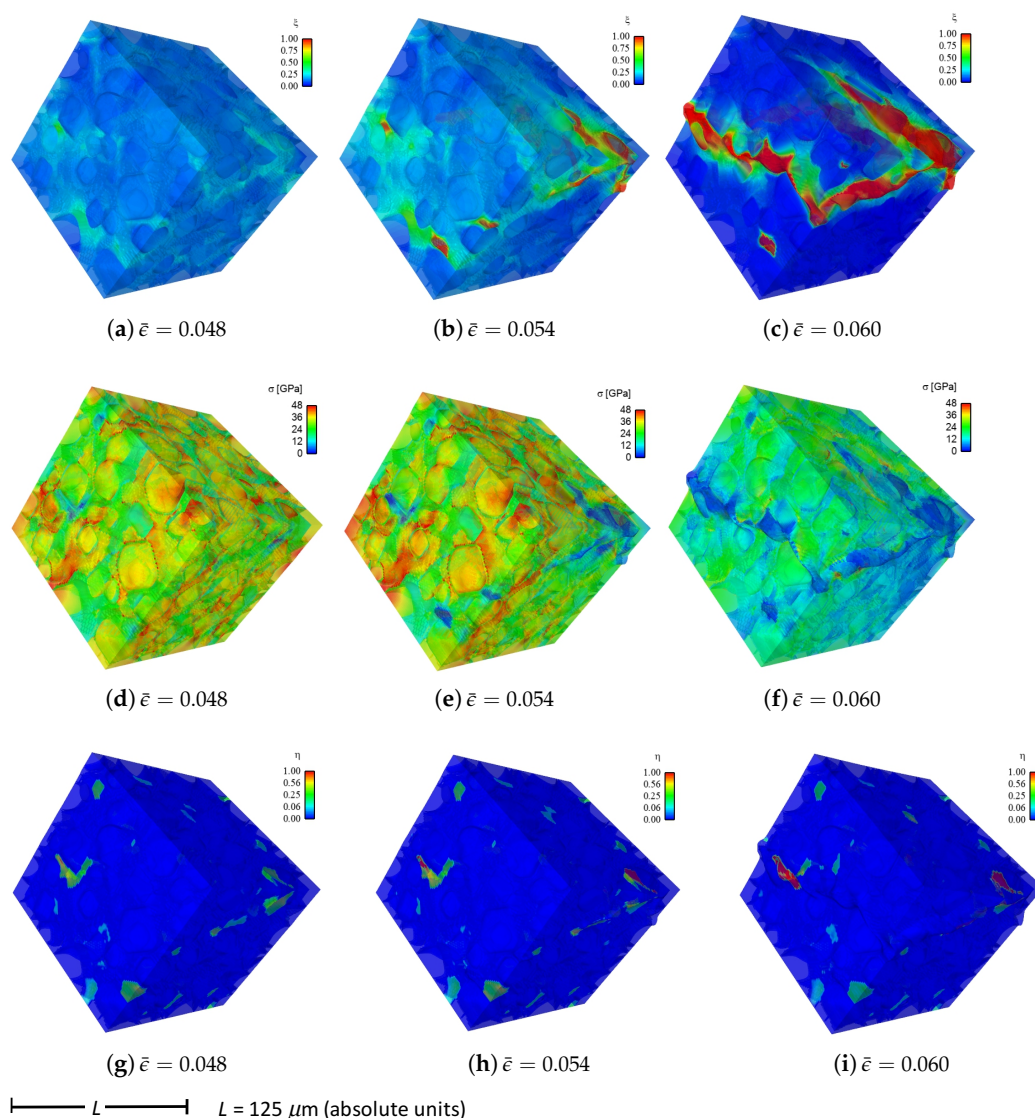 ξ
1.00
0.75
0.50
0.25
0.00
ξ
1.00
0.75
0.50
0.25
0.00
ξ
1.00
0.75
0.50
0.25
0.00
(a) ε̄ = 0.048
(b) ε̄ = 0.054
(c) ε̄ = 0.060
σ [GPa]
48
36
24
12
0
σ [GPa]
48
36
24
12
0
σ [GPa]
48
36
24
12
0
(d) ε̄ = 0.048
(e) ε̄ = 0.054
(f) ε̄ = 0.060
η
1.00
0.56
0.25
0.06
0.00
η
1.00
0.56
0.25
0.06
0.00
η
1.00
0.56
0.25
0.06
0.00
(g) ε̄ = 0.048
(h) ε̄ = 0.054
(i) ε̄ = 0.060
L L = 125 μm (absolute units)